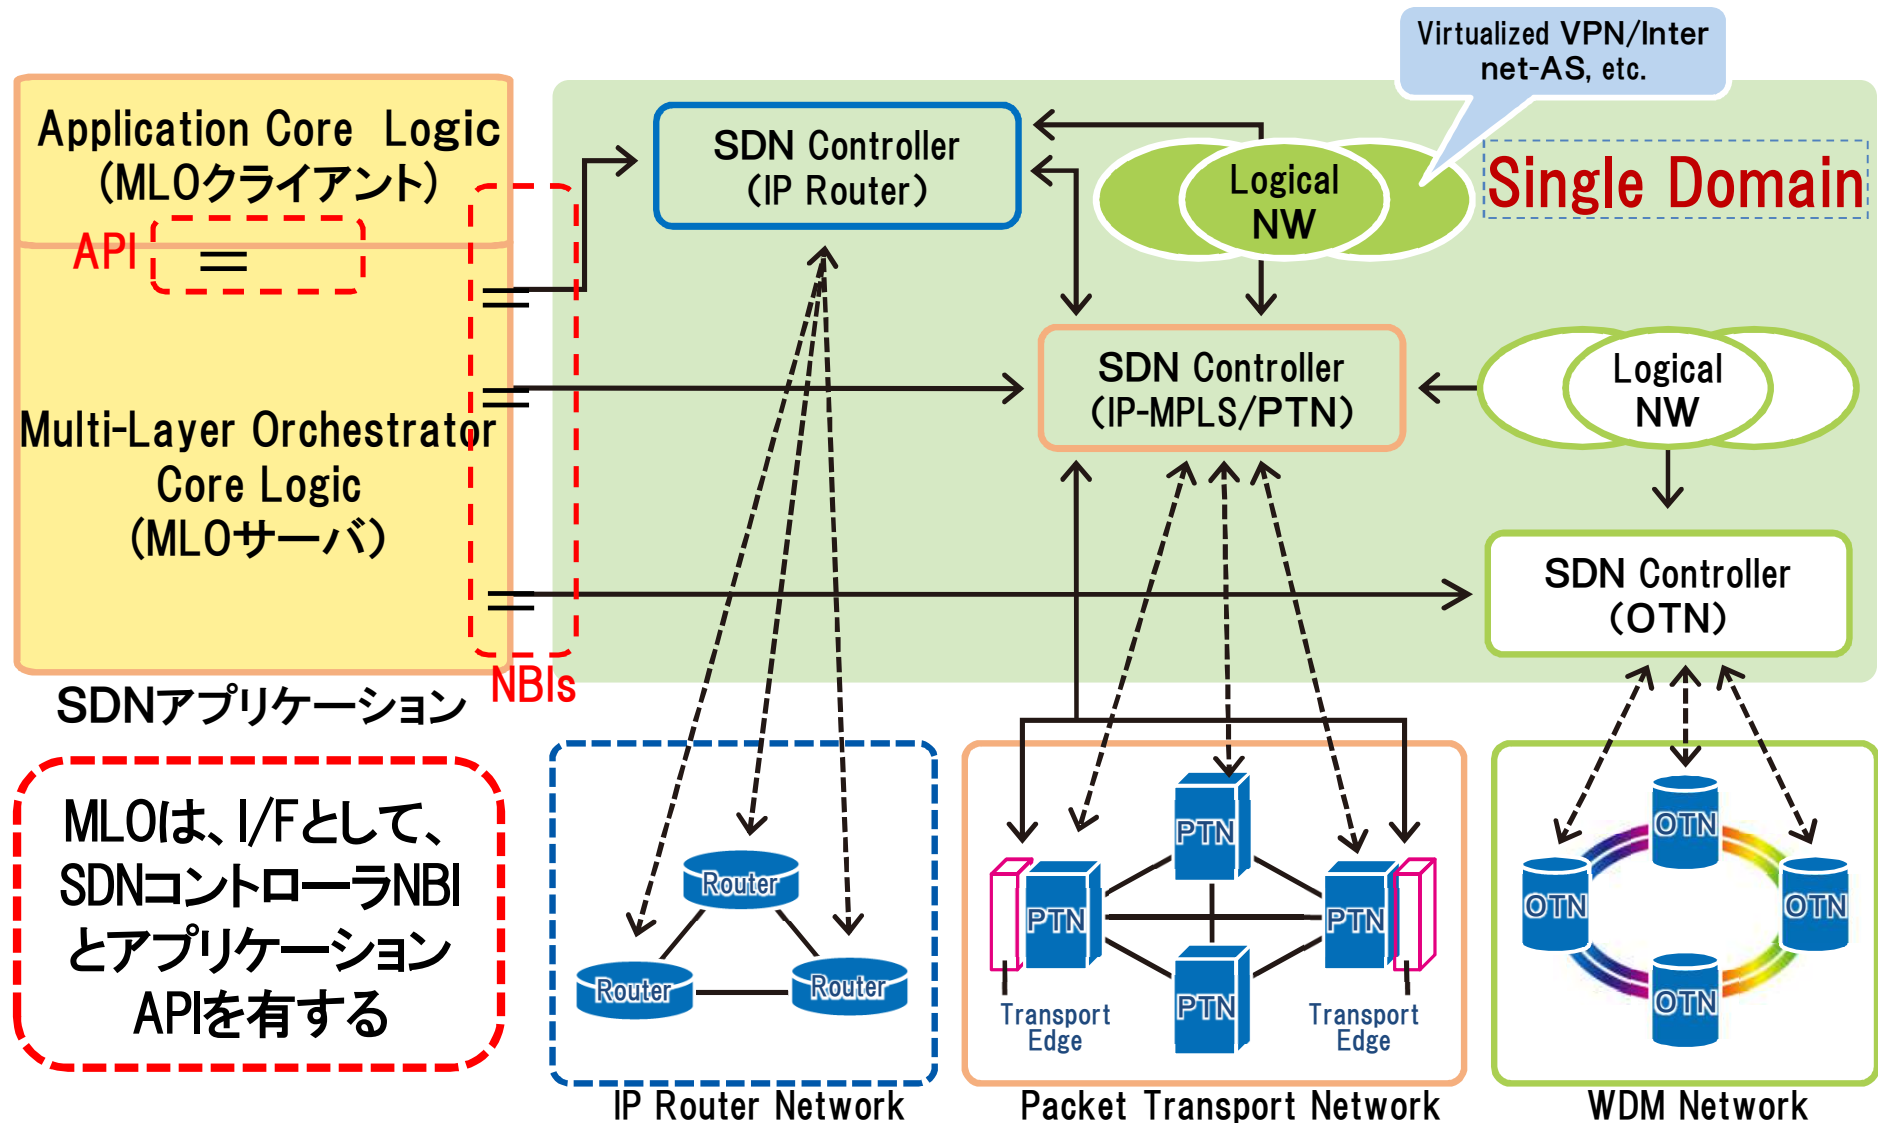 Virtualized VPN/Inter
net-AS, etc.
Application Core Logic
(MLOクライアント)
API
SDN Controller
(IP Router)
Logical
NW
Single Domain
SDN Controller
(IP-MPLS/PTN)
Logical
NW
Multi-Layer Orchestrator
Core Logic
(MLOサーバ)
SDN Controller
(OTN)
NBIs
SDNアプリケーション
MLOは、I/Fとして、
SDNコントローラNBI
とアプリケーション
APIを有する
Router
Router
Router
IP Router Network
PTN
PTN
PTN
PTN
Transport
Edge
Transport
Edge
Packet Transport Network
OTN
OTN
OTN
OTN
WDM Network